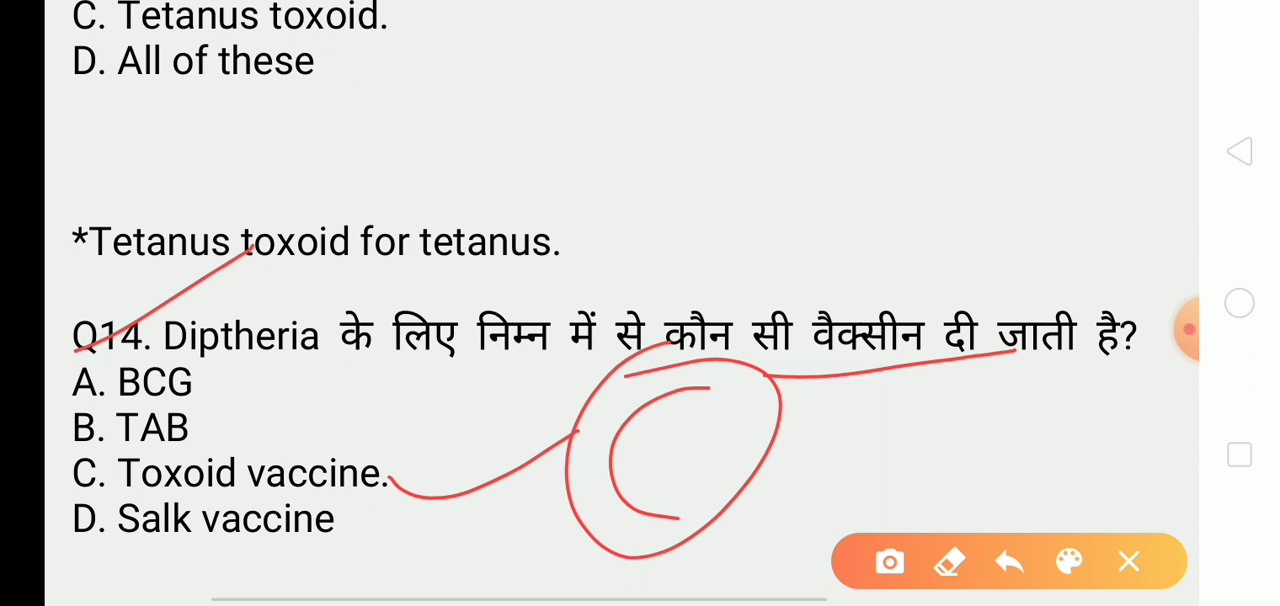 C. Tetanus toxoid.
D. All of these
*Tetanus toxoid for tetanus.
Q14. Diptheria के लिए निम्न में से कौन सी वैक्सीन दी जाती है?
A. BCG
B. TAB
C. Toxoid vaccine.
D. Salk vaccine
C